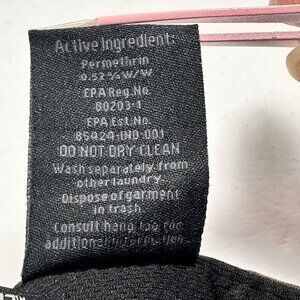 Active Ingredient:
Permethrin
0.52% W/W
EPA Reg. No.
80203-1
EPA Est. No.
85424-IND-001
DO NOT DRY CLEAN
Wash separately from
other laundry
Dispose of garment
in trash
Consult hang tag for
additional information